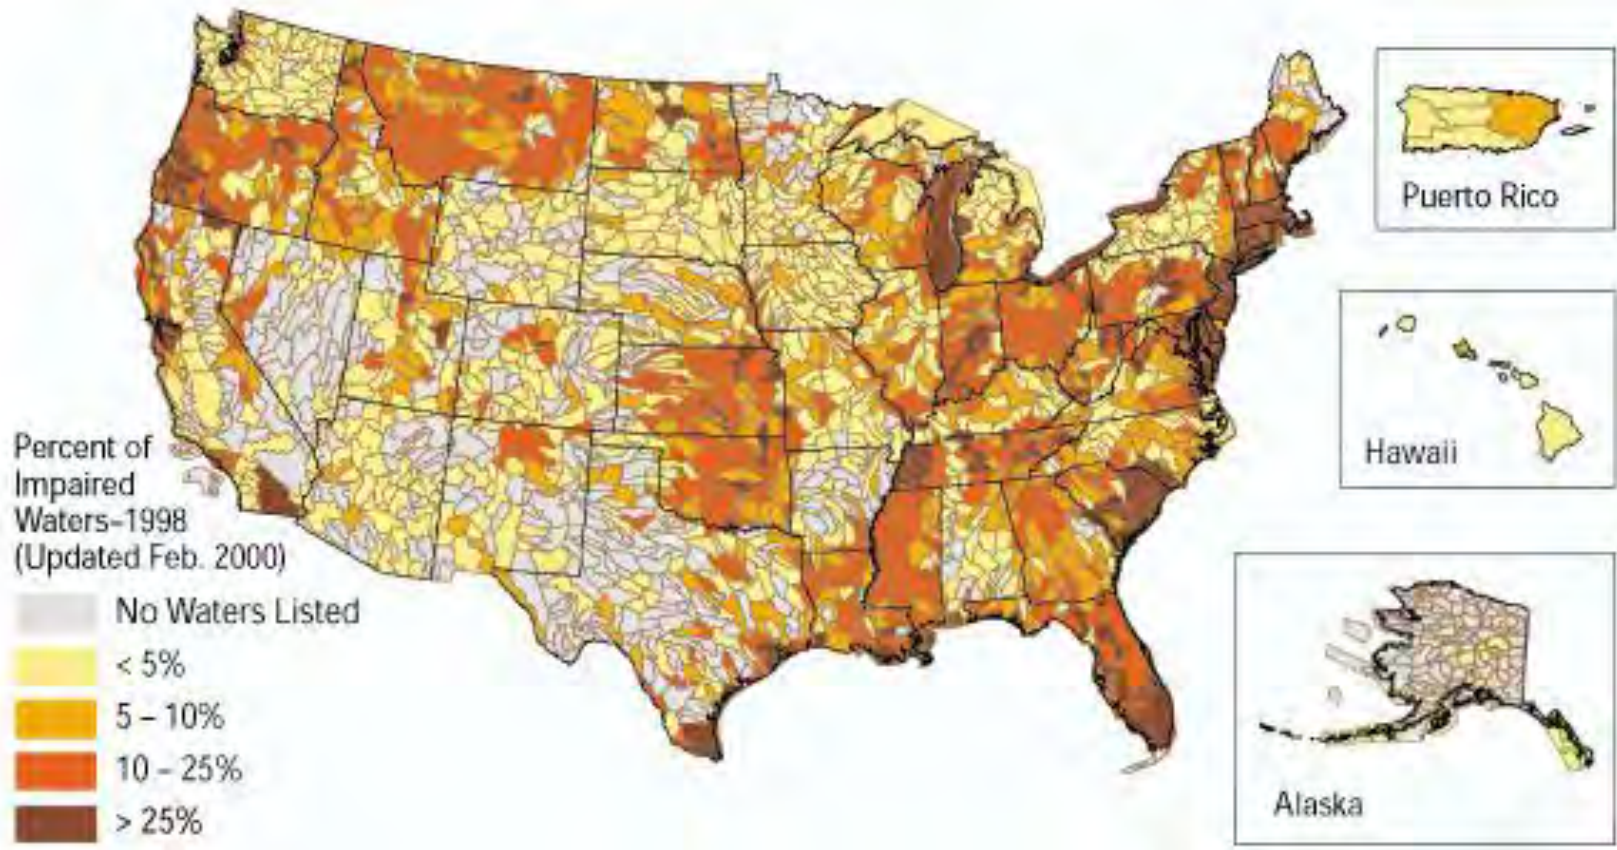 Percent of
Impaired
Waters–1998
(Updated Feb. 2000)
No Waters Listed
< 5%
5 – 10%
10 – 25%
> 25%
Puerto Rico
Hawaii
Alaska